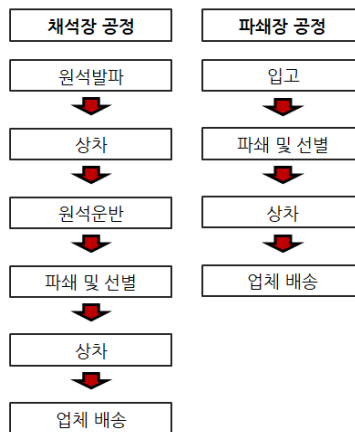 채석장 공정
원석발파
상차
원석운반
파쇄 및 선별
상차
업체 배송
파쇄장 공정
입고
파쇄 및 선별
상차
업체 배송